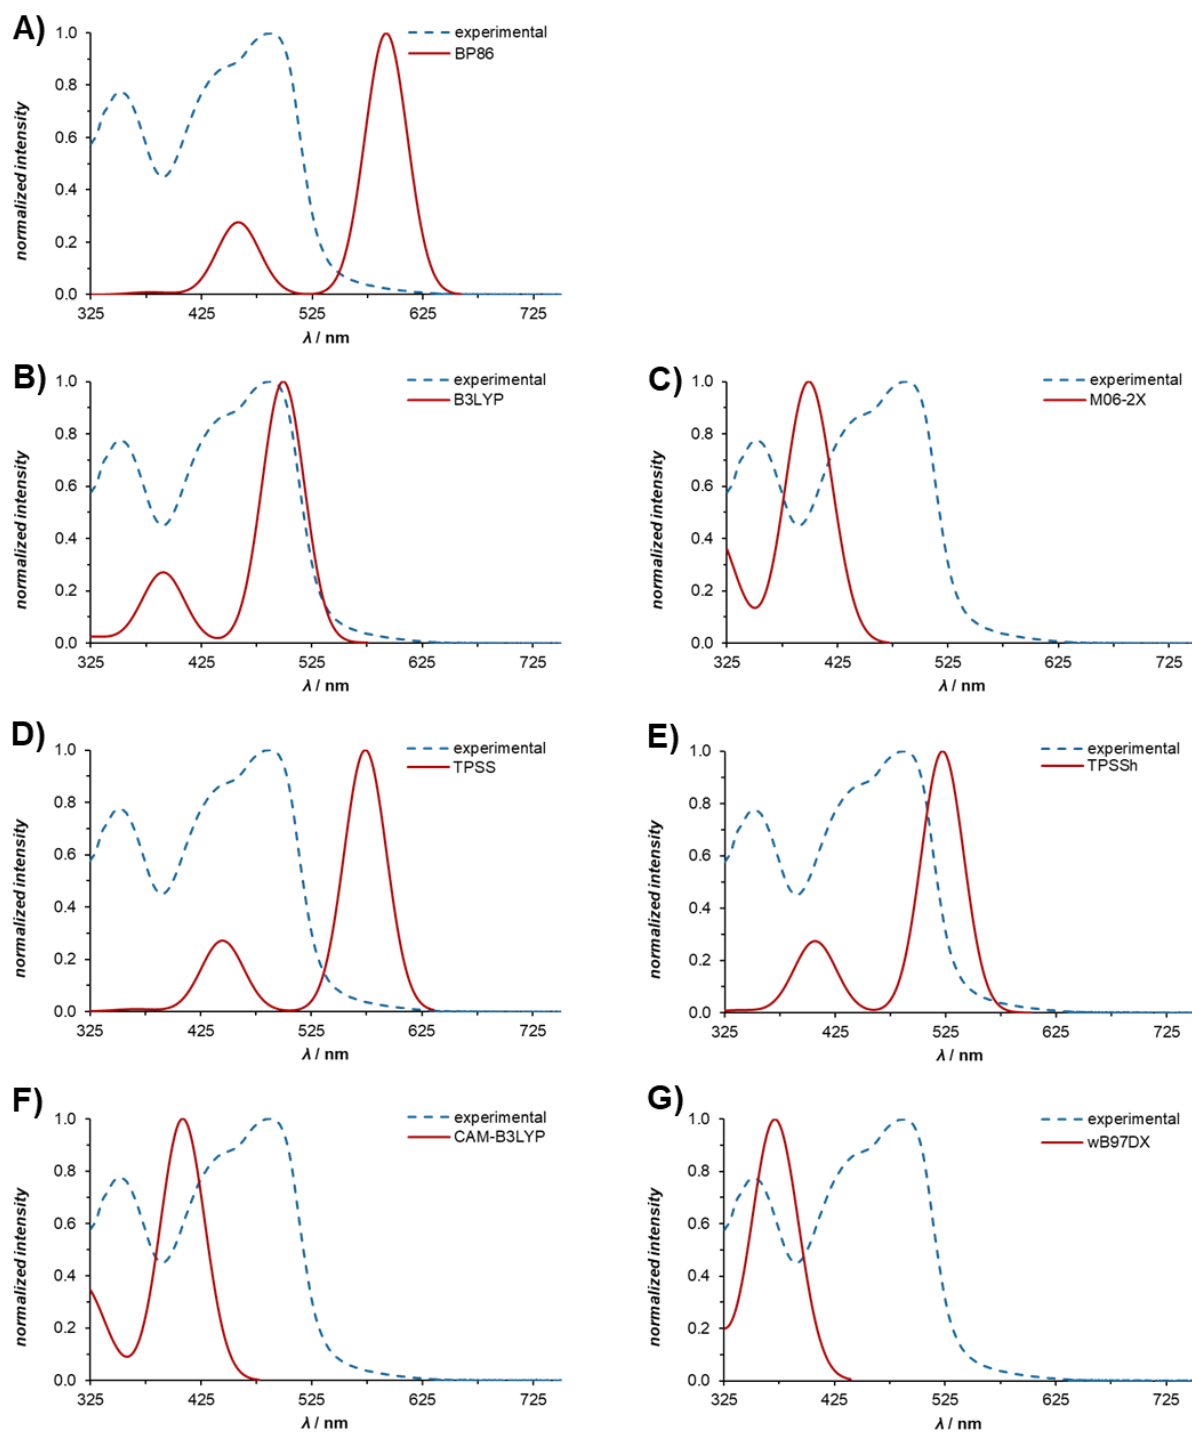 A)
experimental
BP86
normalized intensity
1.0
0.8
0.6
0.4
0.2
0.0
325 425 525 625 725
λ / nm
B)
experimental
B3LYP
normalized intensity
1.0
0.8
0.6
0.4
0.2
0.0
325 425 525 625 725
λ / nm
C)
experimental
M06-2X
normalized intensity
1.0
0.8
0.6
0.4
0.2
0.0
325 425 525 625 725
λ / nm
D)
experimental
TPSS
normalized intensity
1.0
0.8
0.6
0.4
0.2
0.0
325 425 525 625 725
λ / nm
E)
experimental
TPSSh
normalized intensity
1.0
0.8
0.6
0.4
0.2
0.0
325 425 525 625 725
λ / nm
F)
experimental
CAM-B3LYP
normalized intensity
1.0
0.8
0.6
0.4
0.2
0.0
325 425 525 625 725
λ / nm
G)
experimental
wB97DX
normalized intensity
1.0
0.8
0.6
0.4
0.2
0.0
325 425 525 625 725
λ / nm